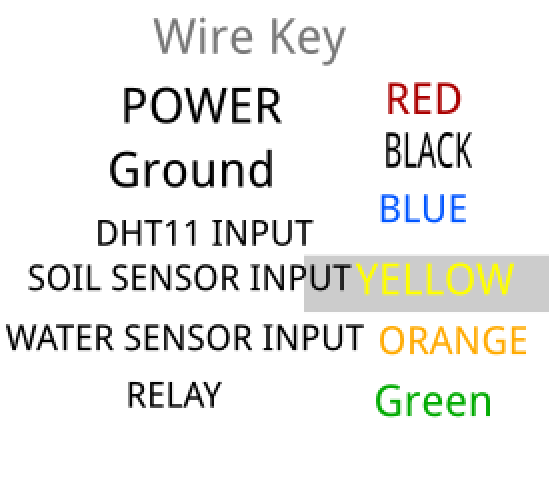 Wire Key
POWER RED
Ground BLACK
DHT11 INPUT BLUE
SOIL SENSOR INPUT YELLOW
WATER SENSOR INPUT ORANGE
RELAY Green